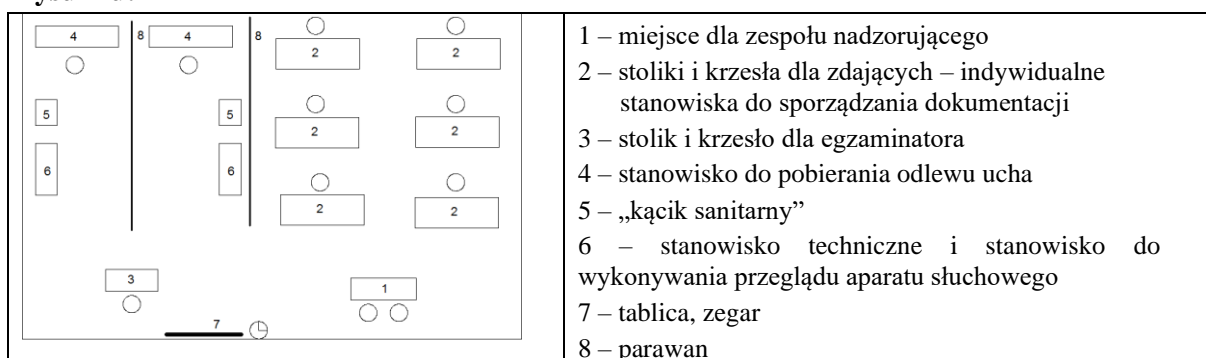 4
8
4
8
2
2
5
5
2
2
6
6
2
2
3
1
7
1 – miejsce dla zespołu nadzorującego
2 – stoliki i krzesła dla zdających – indywidualne
stanowiska do sporządzania dokumentacji
3 – stolik i krzesło dla egzaminatora
4 – stanowisko do pobierania odlewu ucha
5 – „kącik sanitarny”
6 – stanowisko techniczne i stanowisko do
wykonywania przeglądu aparatu słuchowego
7 – tablica, zegar
8 – parawan